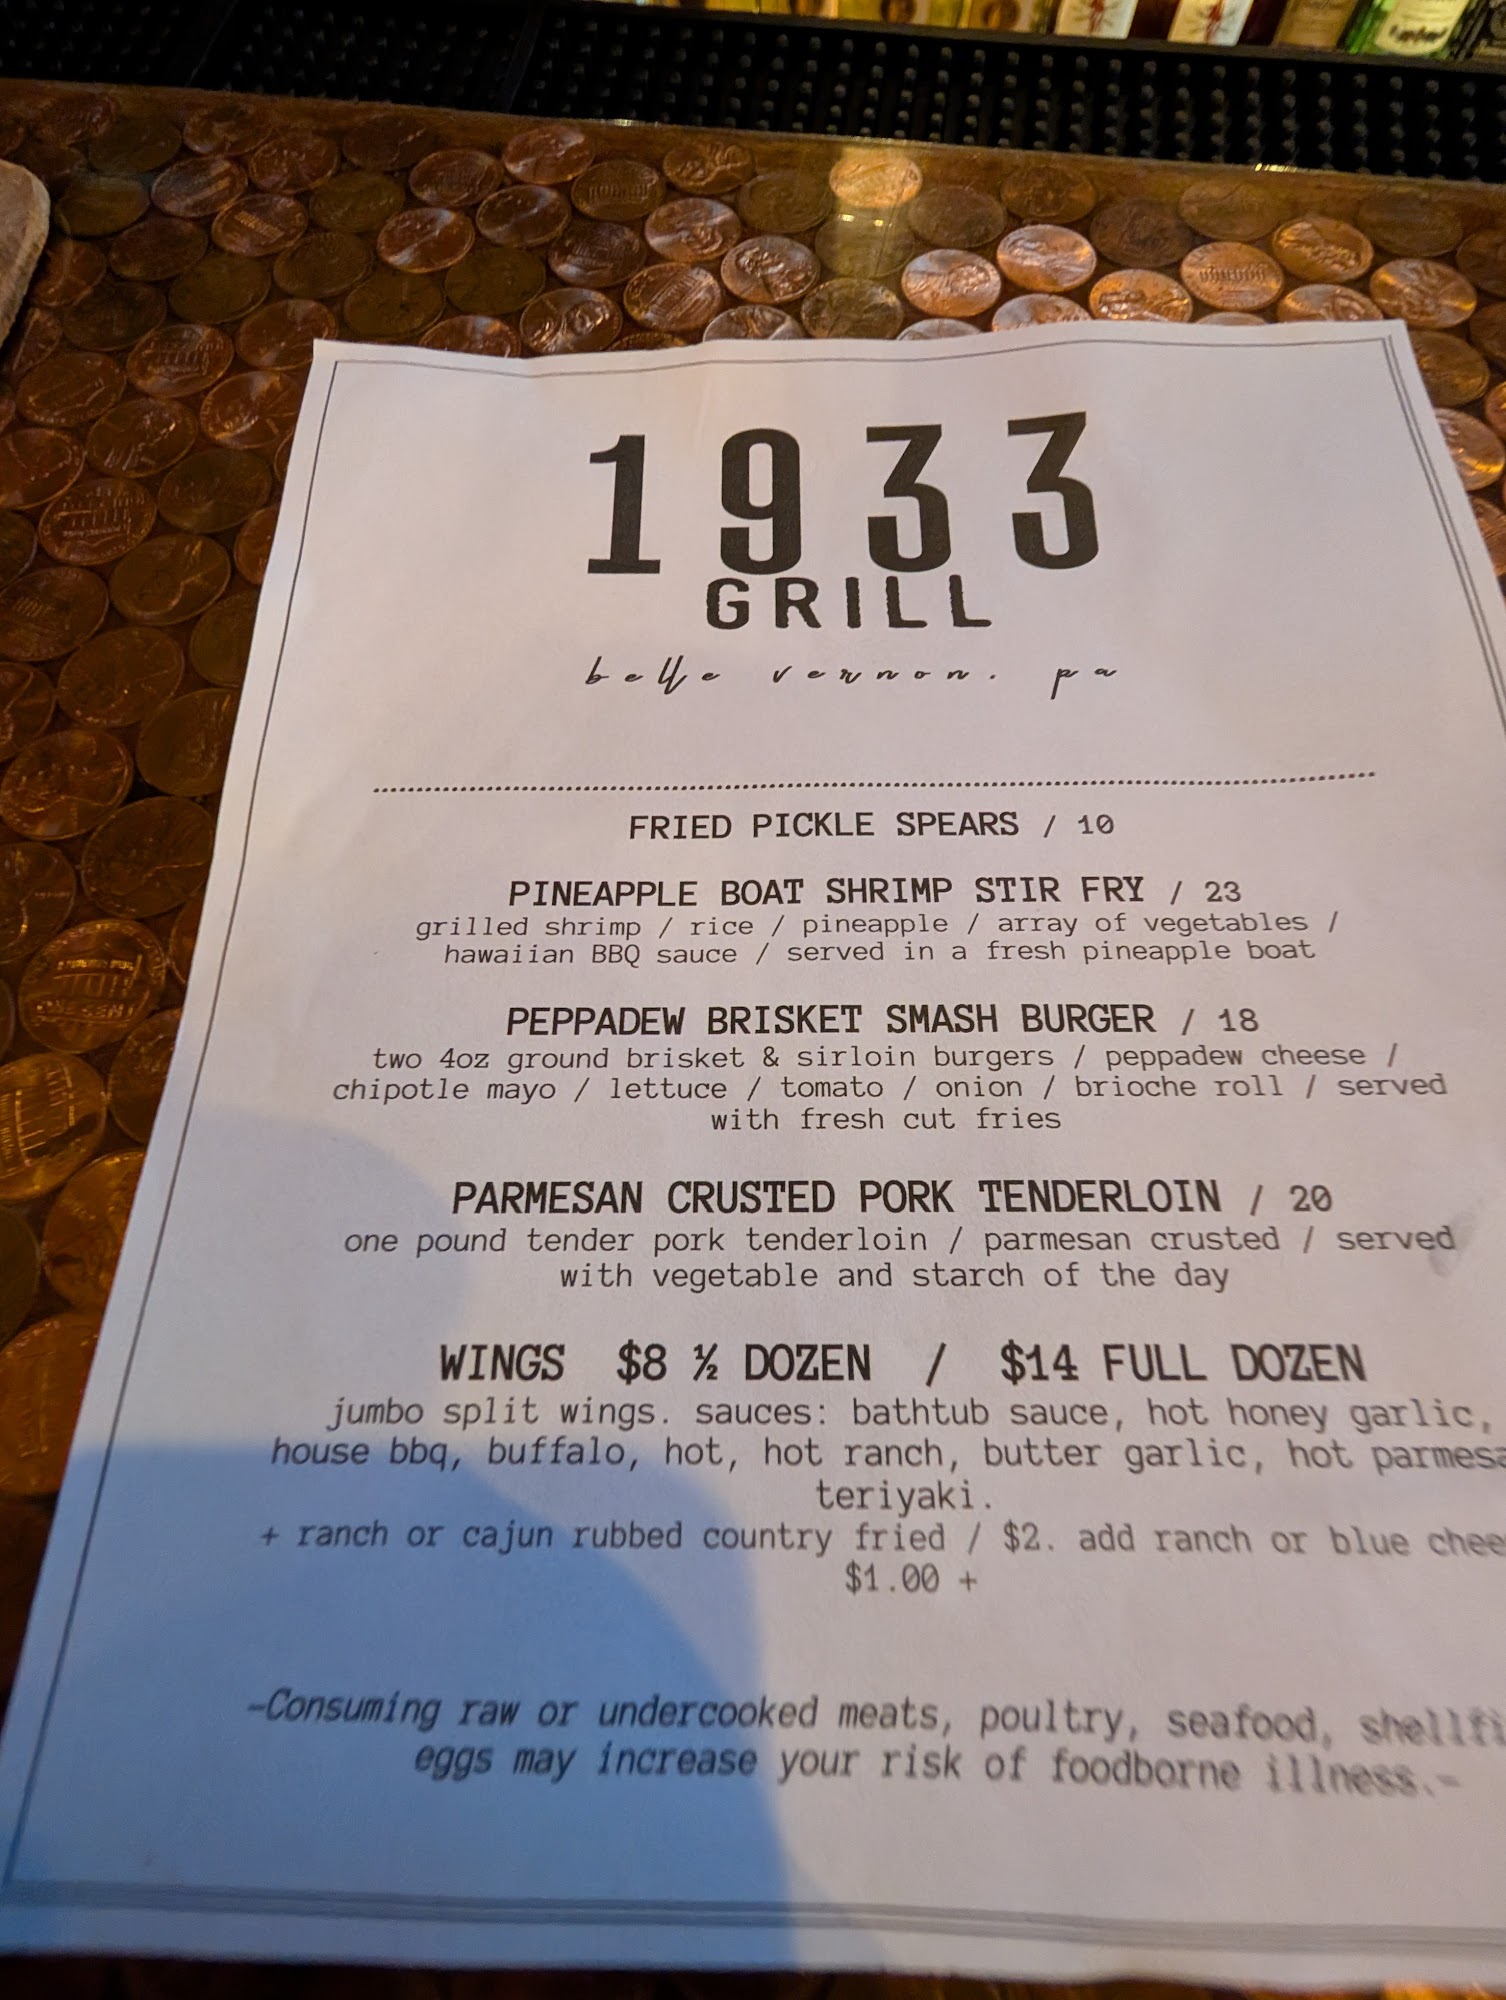 1933
GRILL
belle vernon. pa
FRIED PICKLE SPEARS / 10
PINEAPPLE BOAT SHRIMP STIR FRY / 23
grilled shrimp / rice / pineapple / array of vegetables /
hawaiian BBQ sauce / served in a fresh pineapple boat
PEPPADEW BRISKET SMASH BURGER / 18
two 4oz ground brisket & sirloin burgers / peppadew cheese /
chipotle mayo / lettuce / tomato / onion / brioche roll / served
with fresh cut fries
PARMESAN CRUSTED PORK TENDERLOIN / 20
one pound tender pork tenderloin / parmesan crusted / served
with vegetable and starch of the day
WINGS $8 ½ DOZEN / $14 FULL DOZEN
jumbo split wings. sauces: bathtub sauce, hot honey garlic,
house bbq, buffalo, hot, hot ranch, butter garlic, hot parmesa
teriyaki.
+ ranch or cajun rubbed country fried / $2. add ranch or blue chee
$1.00 +
~Consuming raw or undercooked meats, poultry, seafood, shellfi
eggs may increase your risk of foodborne illness.~